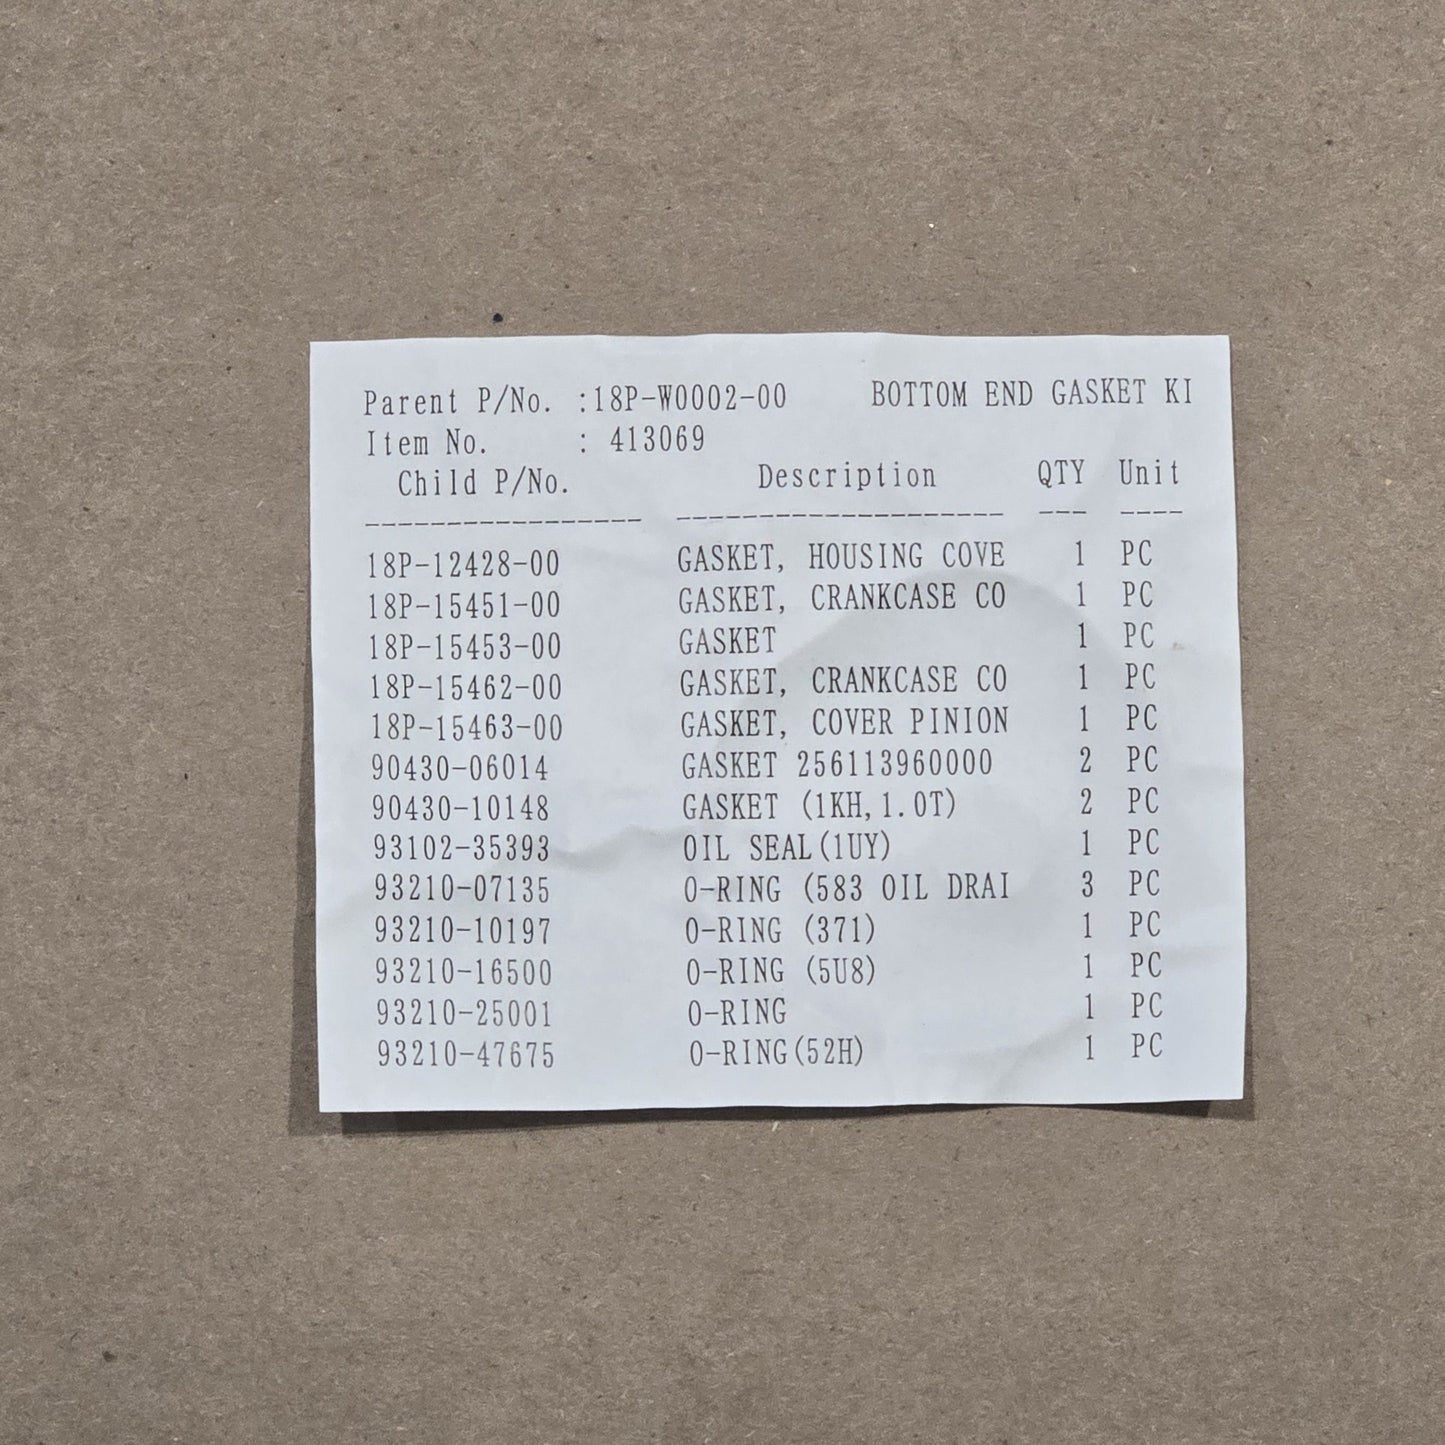 Parent P/No. :18P-W0002-00 BOTTOM END GASKET KI
Item No. : 413069
Child P/No. Description QTY Unit
----------------- -------------------- --- ----
18P-12428-00 GASKET, HOUSING COVE 1 PC
18P-15451-00 GASKET, CRANKCASE CO 1 PC
18P-15453-00 GASKET 1 PC
18P-15462-00 GASKET, CRANKCASE CO 1 PC
18P-15463-00 GASKET, COVER PINION 1 PC
90430-06014 GASKET 256113960000 2 PC
90430-10148 GASKET (1KH,1.0T) 2 PC
93102-35393 OIL SEAL(1UY) 1 PC
93210-07135 O-RING (583 OIL DRAI 3 PC
93210-10197 O-RING (371) 1 PC
93210-16500 O-RING (5U8) 1 PC
93210-25001 O-RING 1 PC
93210-47675 O-RING(52H) 1 PC